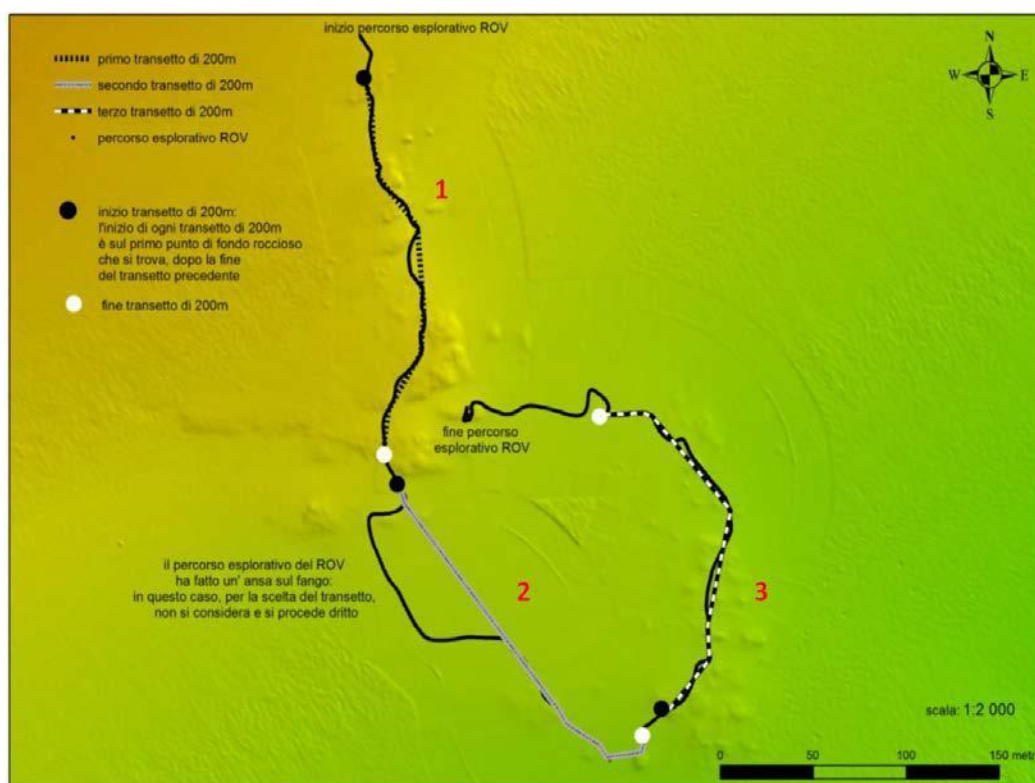 inizio percorso esplorativo ROV
primo transetto di 200m
secondo transetto di 200m
terzo transetto di 200m
percorso esplorativo ROV
inizio transetto di 200m:
l'inizio di ogni transetto di 200m
è sul primo punto di fondo roccioso
che si trova, dopo la fine
del transetto precedente
fine transetto di 200m
N
W E
S
1
fine percorso
esplorativo ROV
il percorso esplorativo del ROV
ha fatto un' ansa sul fango:
in questo caso, per la scelta del transetto,
non si considera e si procede dritto
2
3
scala: 1:2 000
0 50 100 150 metri